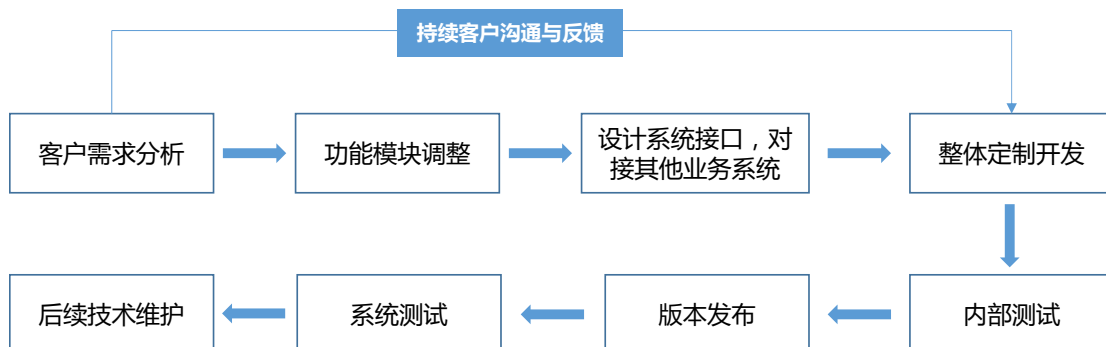 持续客户沟通与反馈
客户需求分析
功能模块调整
设计系统接口，对
接其他业务系统
整体定制开发
后续技术维护
系统测试
版本发布
内部测试